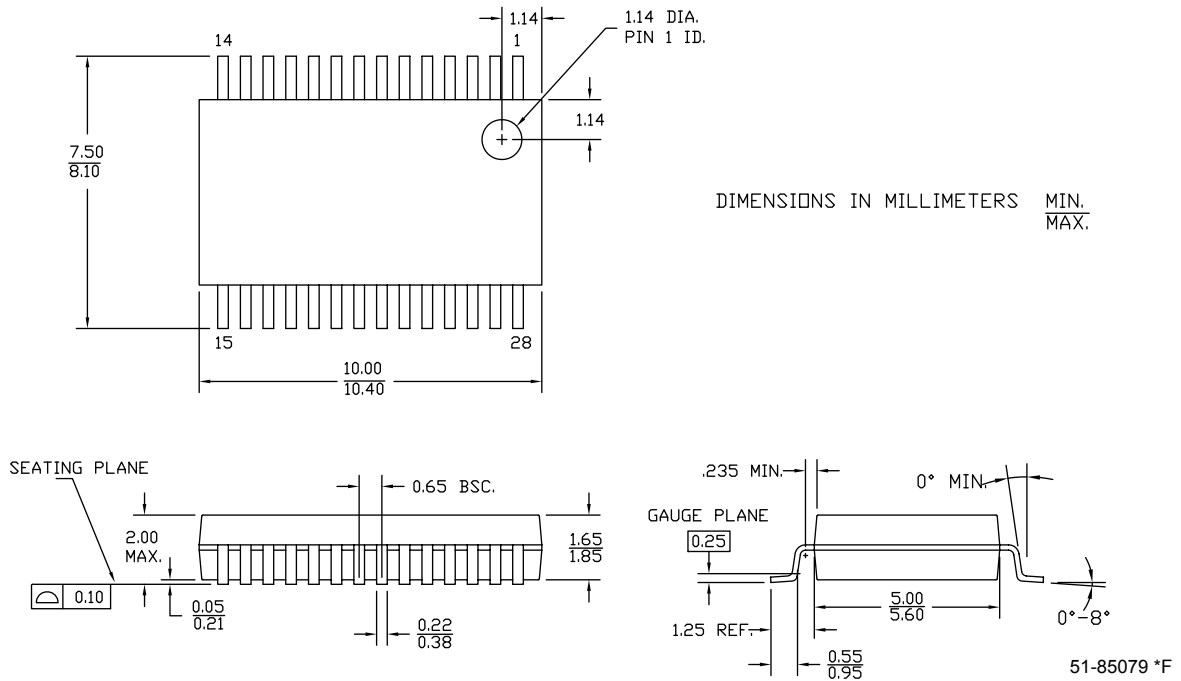 1.14
1.14 DIA.
PIN 1 ID.
14
1
1.14
7.50
8.10
DIMENSIONS IN MILLIMETERS MIN.
MAX.
15
28
10.00
10.40
SEATING PLANE
0.65 BSC.
2.00
MAX.
1.65
1.85
0.10
0.05
0.21
0.22
0.38
.235 MIN.
0° MIN.
GAUGE PLANE
0.25
5.00
5.60
0°-8°
1.25 REF.
0.55
0.95
51-85079 *F